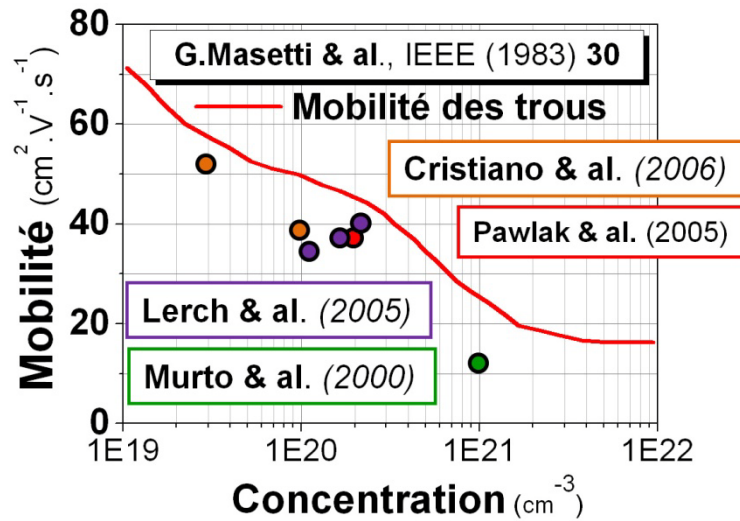 80
60
40
20
0
Mobilité (cm².V⁻¹.s⁻¹)
G.Masetti & al., IEEE (1983) 30
Mobilité des trous
Cristiano & al. (2006)
Pawlak & al. (2005)
Lerch & al. (2005)
Murto & al. (2000)
1E19 1E20 1E21 1E22
Concentration (cm⁻³)